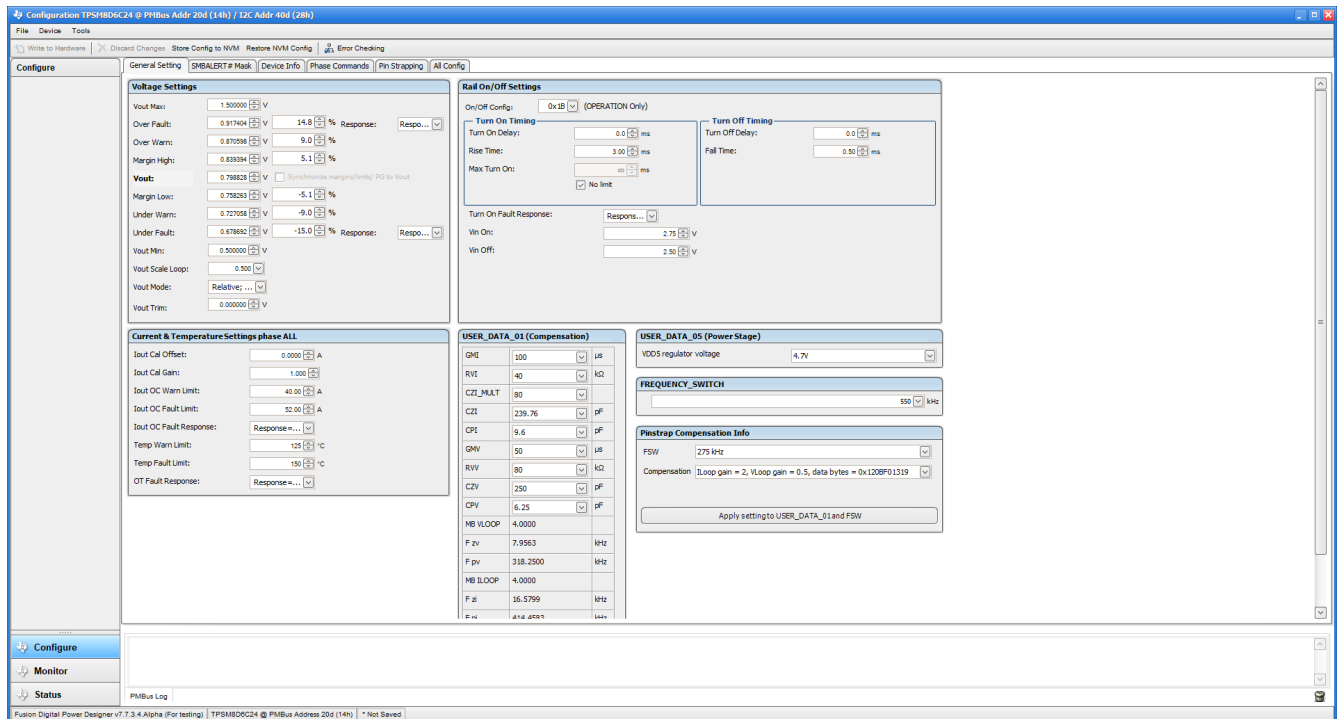 Configuration TPSM8D6C24 @ PMBus Addr 20d (14h) / I2C Addr 40d (28h)
File Device Tools
Write to Hardware Discard Changes Store Config to NVM Restore NVM Config Error Checking
Configure
General Setting SMBALERT# Mask Device Info Phase Commands Pin Strapping All Config
Voltage Settings
Vout Max: 1.500000 V
Over Fault: 0.917404 V 14.8 % Response: Respo...
Over Warn: 0.870598 V 9.0 %
Margin High: 0.839394 V 5.1 %
Vout: 0.798828 V Synchronize margins/limits/ PG to Vout
Margin Low: 0.758263 V -5.1 %
Under Warn: 0.727058 V -9.0 %
Under Fault: 0.678692 V -15.0 % Response: Respo...
Vout Min: 0.500000 V
Vout Scale Loop: 0.500
Vout Mode: Relative; ...
Vout Trim: 0.000000 V
Rail On/Off Settings
On/Off Config: 0x1B (OPERATION Only)
Turn On Timing
Turn On Delay: 0.0 ms
Rise Time: 3.00 ms
Max Turn On: ∞ ms
No limit
Turn Off Timing
Turn Off Delay: 0.0 ms
Fall Time: 0.50 ms
Turn On Fault Response: Respons...
Vin On: 2.75 V
Vin Off: 2.50 V
Current & Temperature Settings phase ALL
Iout Cal Offset: 0.0000 A
Iout Cal Gain: 1.000
Iout OC Warn Limit: 40.00 A
Iout OC Fault Limit: 52.00 A
Iout OC Fault Response: Response=...
Temp Warn Limit: 125 °C
Temp Fault Limit: 150 °C
OT Fault Response: Response=...
USER_DATA_01 (Compensation)
GMI 100 µs
RVI 40 kΩ
CZI_MULT 80
CZI 239.76 pF
CPI 9.6 pF
GMV 50 µs
RVV 80 kΩ
CZV 250 pF
CPV 6.25 pF
MB VLOOP 4.0000
F zv 7.9563 kHz
F pv 318.2500 kHz
MB ILOOP 4.0000
F zi 16.5799 kHz
F pi 414.4583 kHz
USER_DATA_05 (Power Stage)
VDD5 regulator voltage 4.7V
FREQUENCY_SWITCH
550 kHz
Pinstrap Compensation Info
FSW 275 kHz
Compensation ILoop gain = 2, VLoop gain = 0.5, data bytes = 0x120BF01319
Apply setting to USER_DATA_01 and FSW
Configure
Monitor
Status
PMBus Log
Fusion Digital Power Designer v7.7.3.4.Alpha (For testing) TPSM8D6C24 @ PMBus Address 20d (14h) * Not Saved